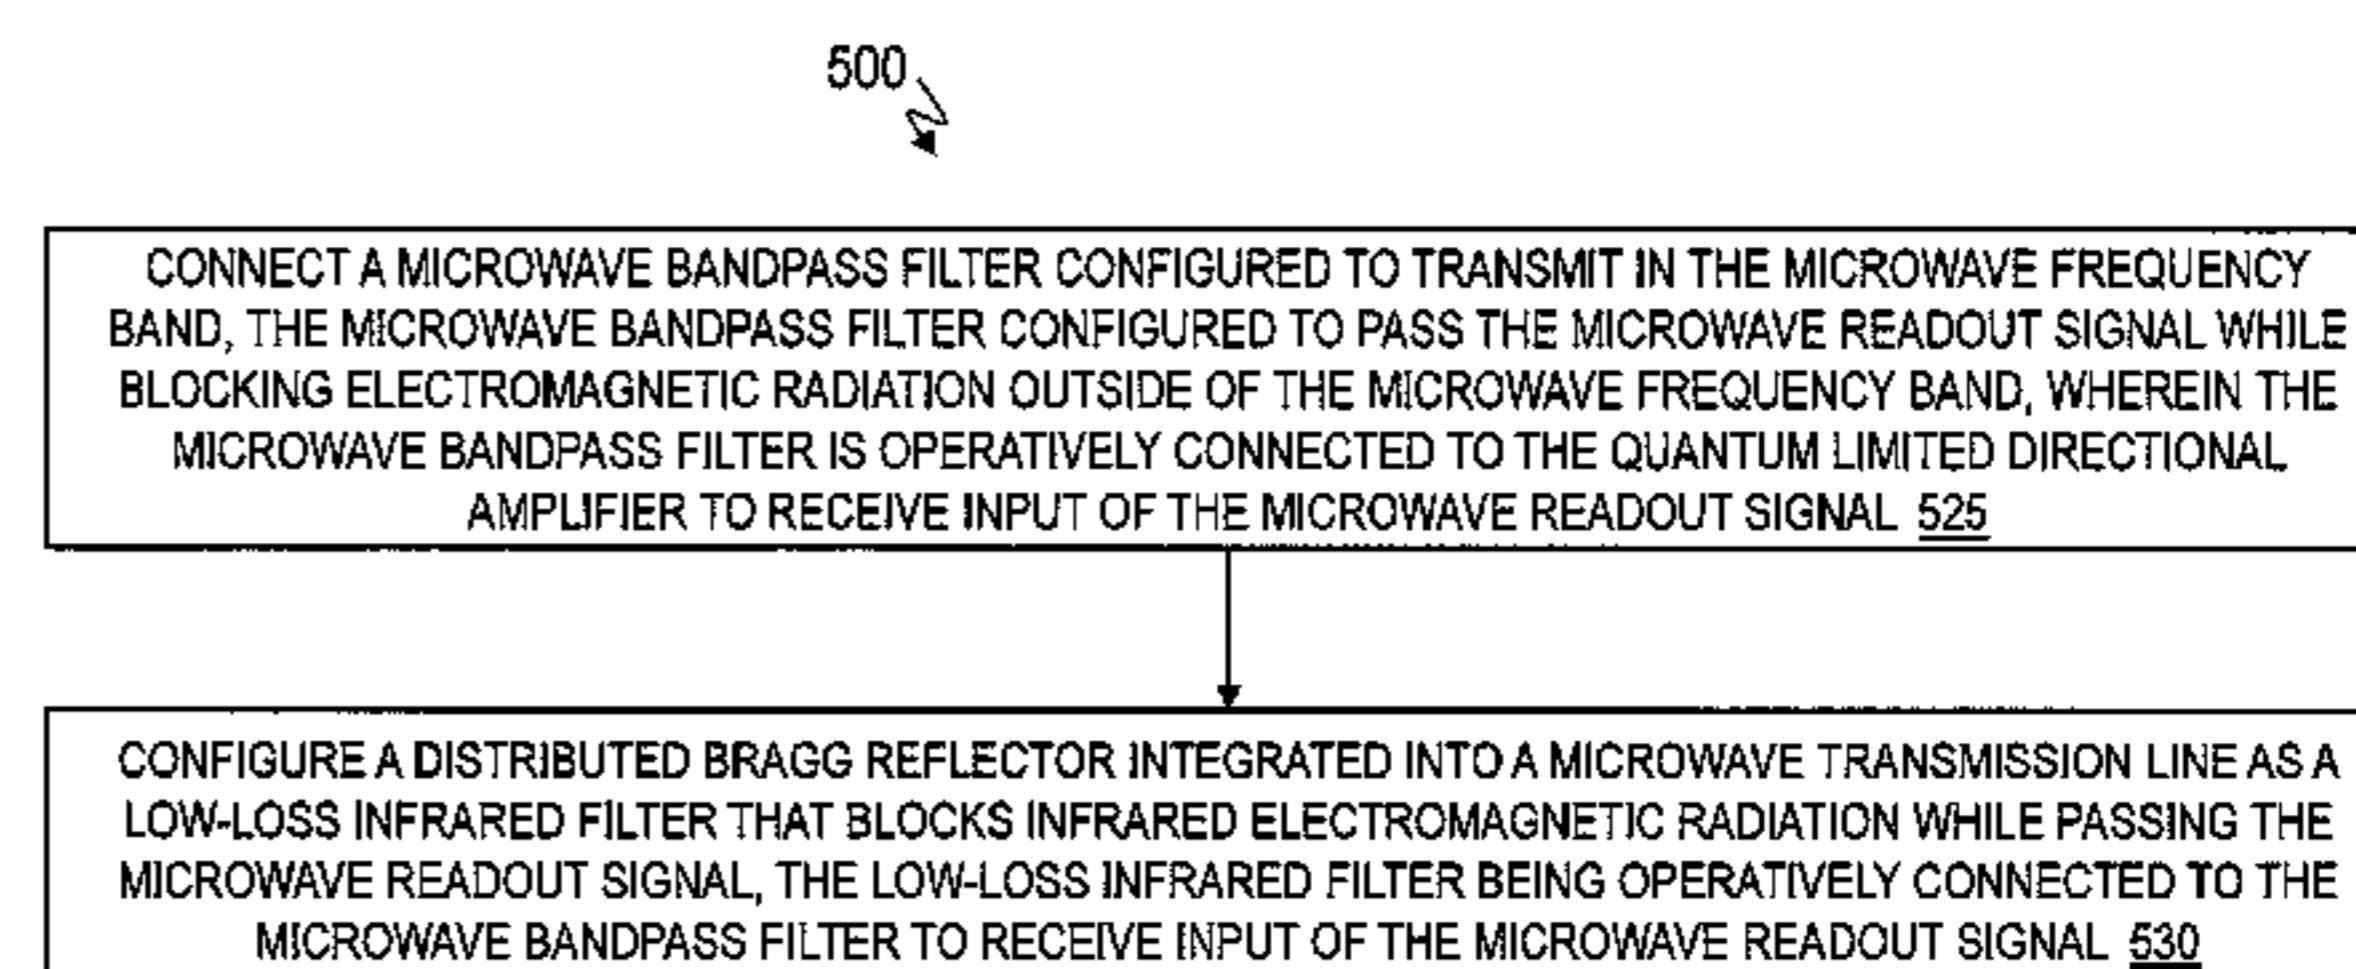 500
CONNECT A MICROWAVE BANDPASS FILTER CONFIGURED TO TRANSMIT IN THE MICROWAVE FREQUENCY
BAND, THE MICROWAVE BANDPASS FILTER CONFIGURED TO PASS THE MICROWAVE READOUT SIGNAL WHILE
BLOCKING ELECTROMAGNETIC RADIATION OUTSIDE OF THE MICROWAVE FREQUENCY BAND, WHEREIN THE
MICROWAVE BANDPASS FILTER IS OPERATIVELY CONNECTED TO THE QUANTUM LIMITED DIRECTIONAL
AMPLIFIER TO RECEIVE INPUT OF THE MICROWAVE READOUT SIGNAL 525
CONFIGURE A DISTRIBUTED BRAGG REFLECTOR INTEGRATED INTO A MICROWAVE TRANSMISSION LINE AS A
LOW-LOSS INFRARED FILTER THAT BLOCKS INFRARED ELECTROMAGNETIC RADIATION WHILE PASSING THE
MICROWAVE READOUT SIGNAL, THE LOW-LOSS INFRARED FILTER BEING OPERATIVELY CONNECTED TO THE
MICROWAVE BANDPASS FILTER TO RECEIVE INPUT OF THE MICROWAVE READOUT SIGNAL 530